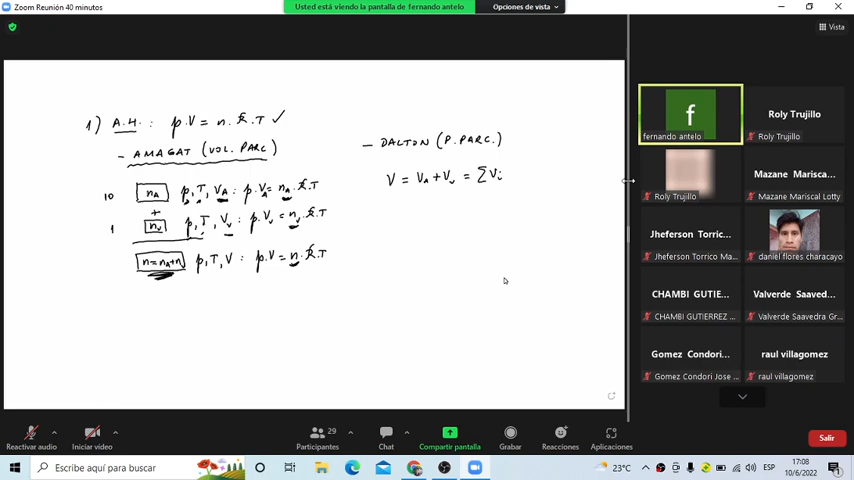 Zoom Reunión 40 minutos
Usted está viendo la pantalla de fernando antelo
Opciones de vista
Vista
1) A.H. : p.V = n.R.T ✓
- AMAGAT (VOL. PARC)
10 nA p, T, VA : p.VA = nA.R.T
+
1 nv p, T, Vv : p.Vv = nv.R.T
n=nA+nv p, T, V : p.V = n.R.T
- DALTON (P. PARC.)
V = VA + Vv = ∑Vi
f
fernando antelo
Roly Trujillo
Roly Trujillo
Roly Trujillo
Mazane Mariscal...
Mazane Mariscal Lotty
Jheferson Torric...
Jheferson Torrico Ma...
daniel flores characayo
CHAMBI GUTIE...
CHAMBI GUTIERREZ ...
Valverde Saaved...
Valverde Saavedra Gr...
Gomez Condori...
Gomez Condori Jose ...
raul villagomez
raul villagomez
Reactivar audio
Iniciar video
29
Participantes
Chat
Compartir pantalla
Grabar
Reacciones
Aplicaciones
Salir
Escribe aquí para buscar
23°C
ESP
17:08
10/6/2022